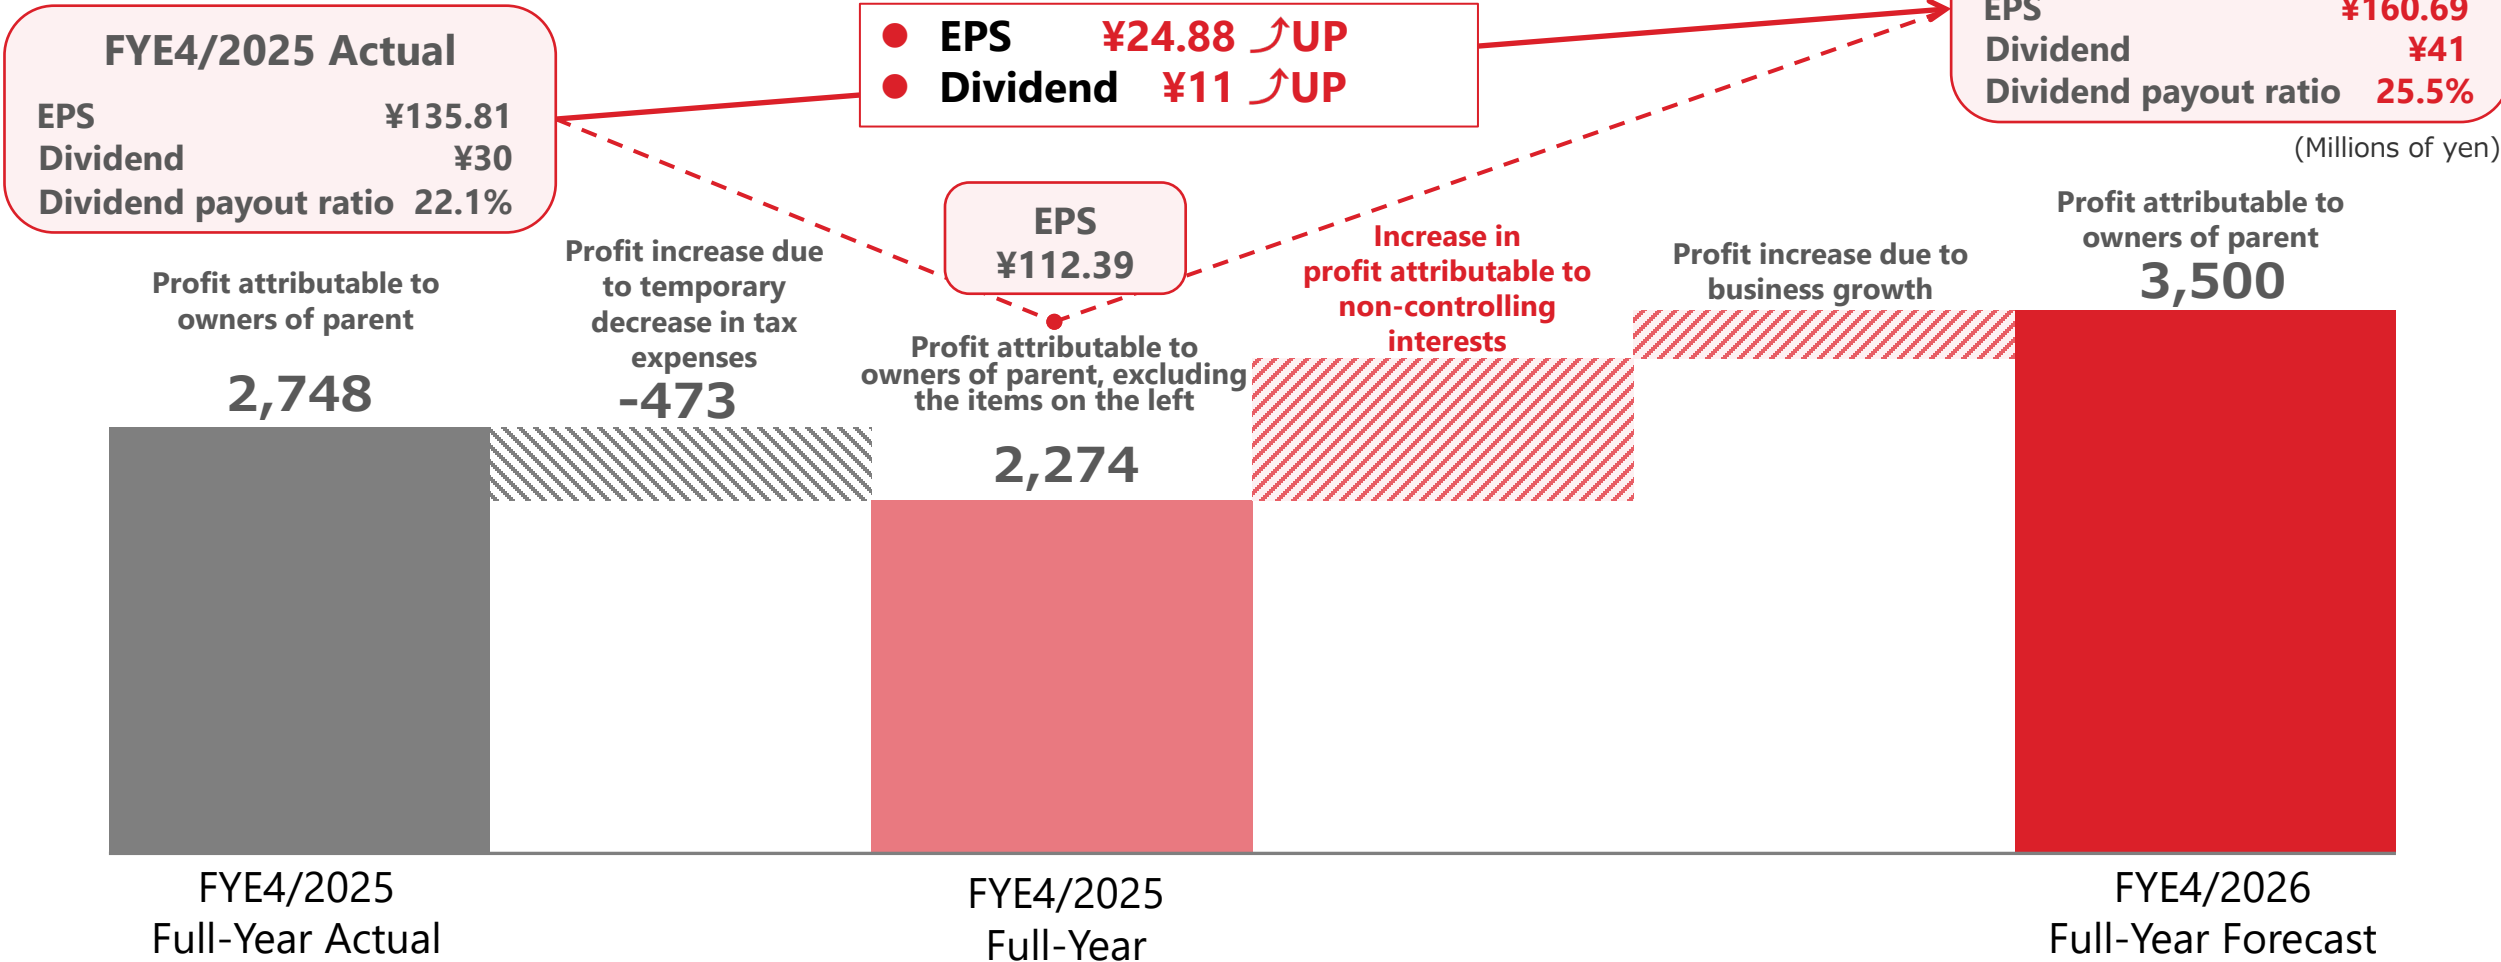 FYE4/2025 Actual
EPS ¥135.81
Dividend ¥30
Dividend payout ratio 22.1%
● EPS ¥24.88 ⤴UP
● Dividend ¥11 ⤴UP
EPS ¥160.69
Dividend ¥41
Dividend payout ratio 25.5%
(Millions of yen)
Profit attributable to
owners of parent
2,748
Profit increase due
to temporary
decrease in tax
expenses
-473
EPS
¥112.39
Profit attributable to
owners of parent, excluding
the items on the left
2,274
Increase in
profit attributable to
non-controlling
interests
Profit increase due to
business growth
Profit attributable to
owners of parent
3,500
FYE4/2025
Full-Year Actual
FYE4/2025
Full-Year
FYE4/2026
Full-Year Forecast